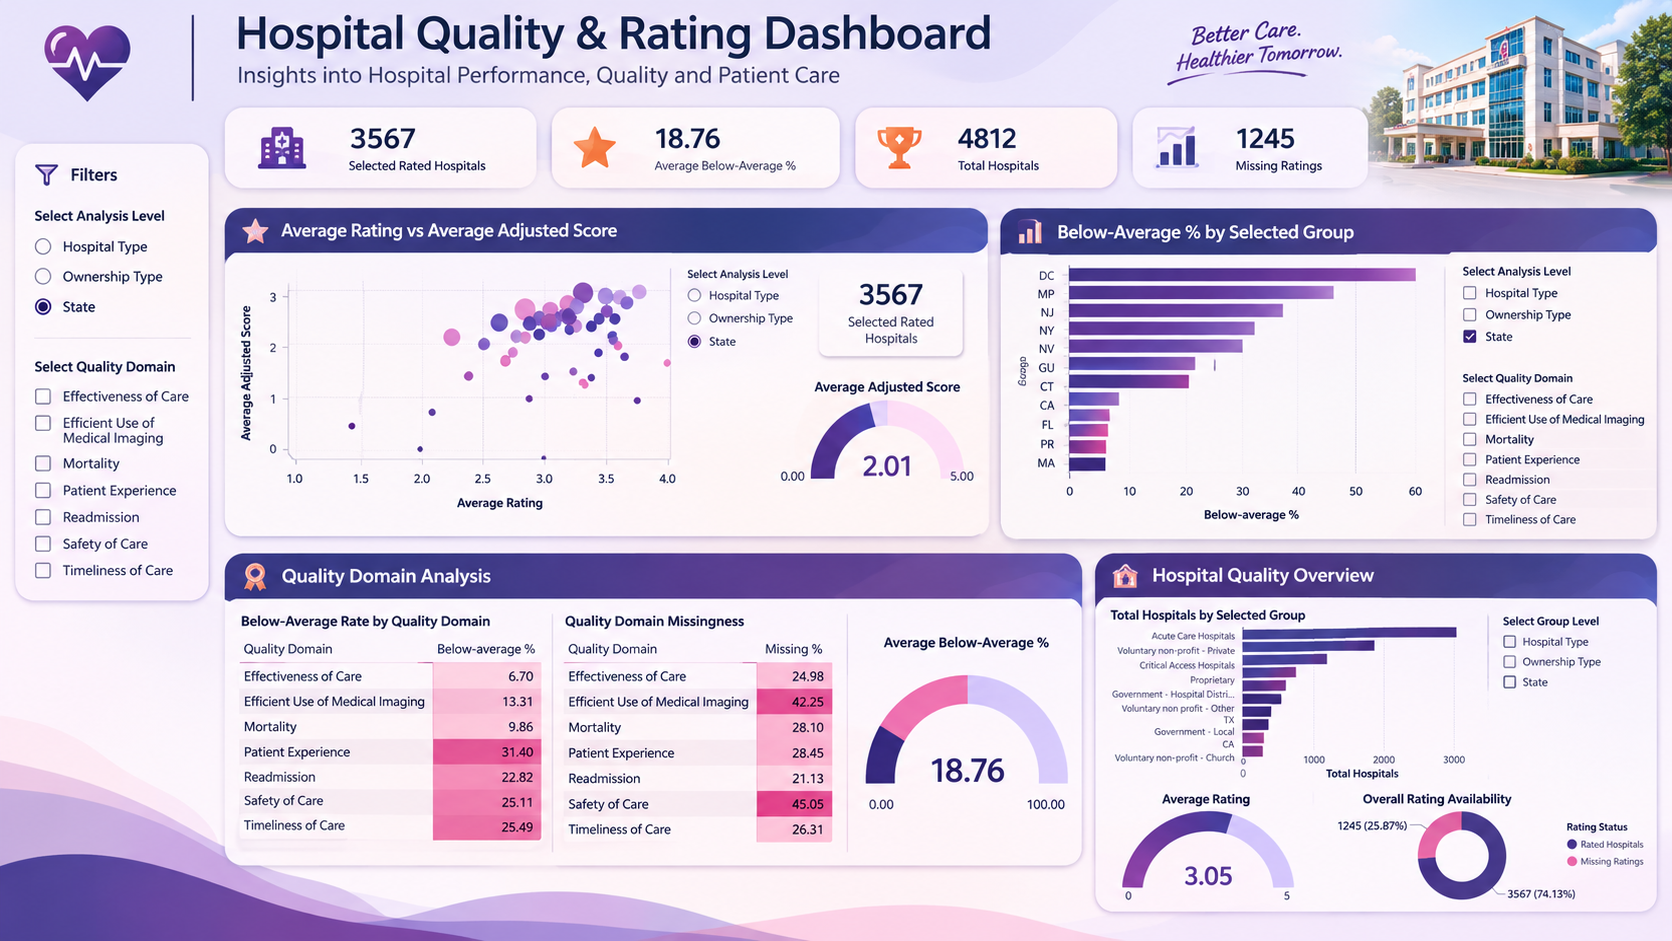 Hospital Quality & Rating Dashboard
Insights into Hospital Performance, Quality and Patient Care
Better Care.
Healthier Tomorrow.
3567
Selected Rated Hospitals
18.76
Average Below-Average %
4812
Total Hospitals
1245
Missing Ratings
Filters
Select Analysis Level
Hospital Type
Ownership Type
State
Select Quality Domain
Effectiveness of Care
Efficient Use of
Medical Imaging
Mortality
Patient Experience
Readmission
Safety of Care
Timeliness of Care
Average Rating vs Average Adjusted Score
Average Adjusted Score
3
2
1
0
1.0 1.5 2.0 2.5 3.0 3.5 4.0
Average Rating
Select Analysis Level
Hospital Type
Ownership Type
State
3567
Selected Rated
Hospitals
Average Adjusted Score
2.01
0.00 5.00
Below-Average % by Selected Group
DC
MP
NJ
NY
NV
GU
CT
CA
FL
PR
MA
0 10 20 30 40 50 60
Below-average %
Select Analysis Level
Hospital Type
Ownership Type
State
Select Quality Domain
Effectiveness of Care
Efficient Use of Medical Imaging
Mortality
Patient Experience
Readmission
Safety of Care
Timeliness of Care
Quality Domain Analysis
Below-Average Rate by Quality Domain
Quality Domain Below-average %
Effectiveness of Care 6.70
Efficient Use of Medical Imaging 13.31
Mortality 9.86
Patient Experience 31.40
Readmission 22.82
Safety of Care 25.11
Timeliness of Care 25.49
Quality Domain Missingness
Quality Domain Missing %
Effectiveness of Care 24.98
Efficient Use of Medical Imaging 42.25
Mortality 28.10
Patient Experience 28.45
Readmission 21.13
Safety of Care 45.05
Timeliness of Care 26.31
Average Below-Average %
18.76
0.00 100.00
Hospital Quality Overview
Total Hospitals by Selected Group
Acute Care Hospitals
Voluntary non-profit - Private
Critical Access Hospitals
Proprietary
Government - Hospital Distri...
Voluntary non profit - Other
TX
Government - Local
CA
Voluntary non-profit - Church
0
0 1000 2000 3000
Total Hospitals
Select Group Level
Hospital Type
Ownership Type
State
Average Rating
3.05
0 5
Overall Rating Availability
1245 (25.87%)
3567 (74.13%)
Rating Status
Rated Hospitals
Missing Ratings